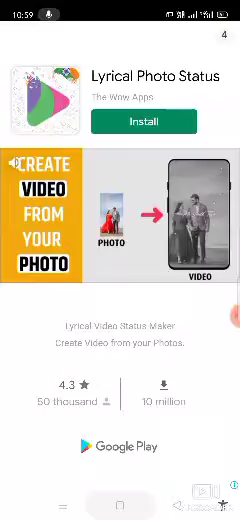 10:59
4
Lyrical Photo Status
The Wow Apps
Install
CREATE
VIDEO
FROM
YOUR
PHOTO
PHOTO
VIDEO
Lyrical Video Status Maker
Create Video from your Photos.
4.3
50 thousand
10 million
Google Play